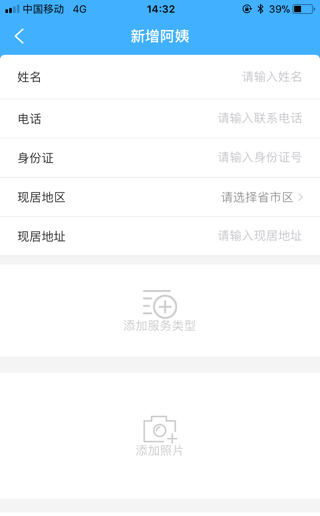 中国移动 4G 14:32 39%
新增阿姨
姓名 请输入姓名
电话 请输入联系电话
身份证 请输入身份证号
现居地区 请选择省市区
现居地址 请输入现居地址
添加服务类型
添加照片